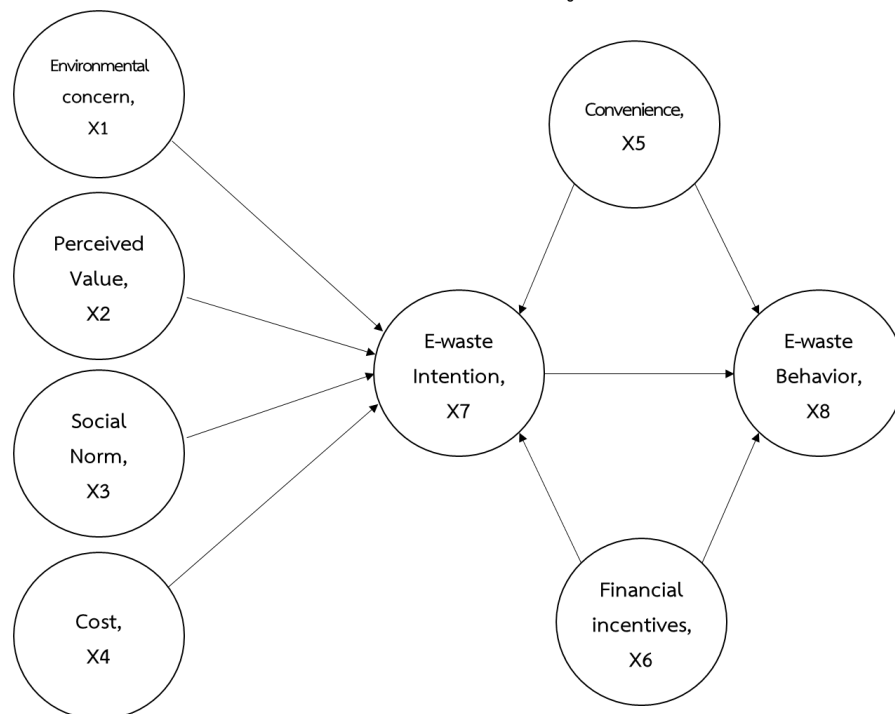 Environmental
concern,
X1
Perceived
Value,
X2
Social
Norm,
X3
Cost,
X4
E-waste
Intention,
X7
Convenience,
X5
Financial
incentives,
X6
E-waste
Behavior,
X8